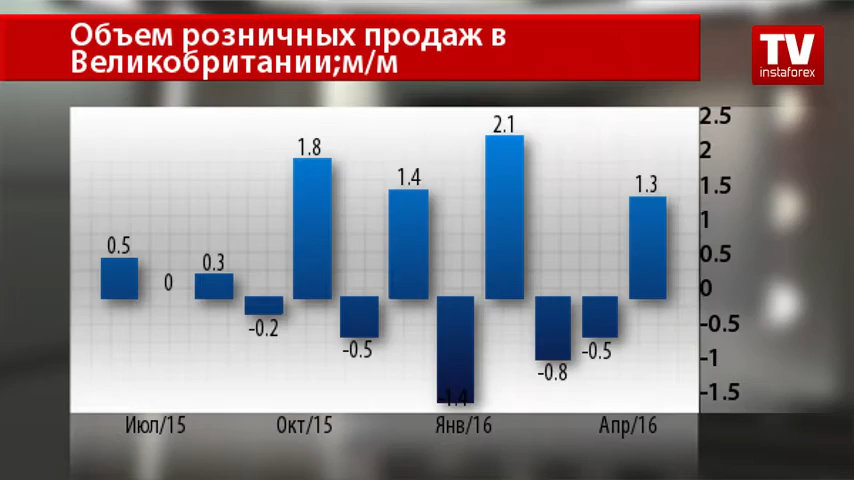 Объем розничных продаж в
Великобритании;м/м
TV
instaforex
0.5
0
0.3
-0.2
1.8
-0.5
1.4
-1.4
2.1
-0.8
-0.5
1.3
2.5
2
1.5
1
0.5
0
-0.5
-1
-1.5
Июл/15
Окт/15
Янв/16
Апр/16